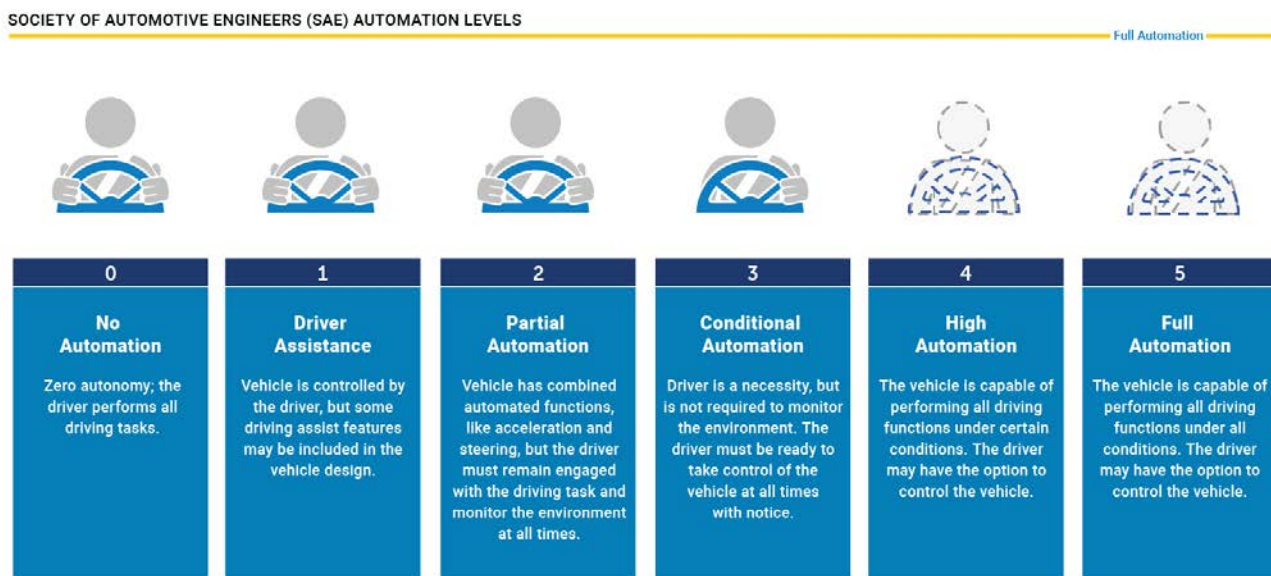 SOCIETY OF AUTOMOTIVE ENGINEERS (SAE) AUTOMATION LEVELS
Full Automation
0
No
Automation
Zero autonomy; the
driver performs all
driving tasks.
1
Driver
Assistance
Vehicle is controlled by
the driver, but some
driving assist features
may be included in the
vehicle design.
2
Partial
Automation
Vehicle has combined
automated functions,
like acceleration and
steering, but the driver
must remain engaged
with the driving task and
monitor the environment
at all times.
3
Conditional
Automation
Driver is a necessity, but
is not required to monitor
the environment. The
driver must be ready to
take control of the
vehicle at all times
with notice.
4
High
Automation
The vehicle is capable of
performing all driving
functions under certain
conditions. The driver
may have the option to
control the vehicle.
5
Full
Automation
The vehicle is capable of
performing all driving
functions under all
conditions. The driver
may have the option to
control the vehicle.